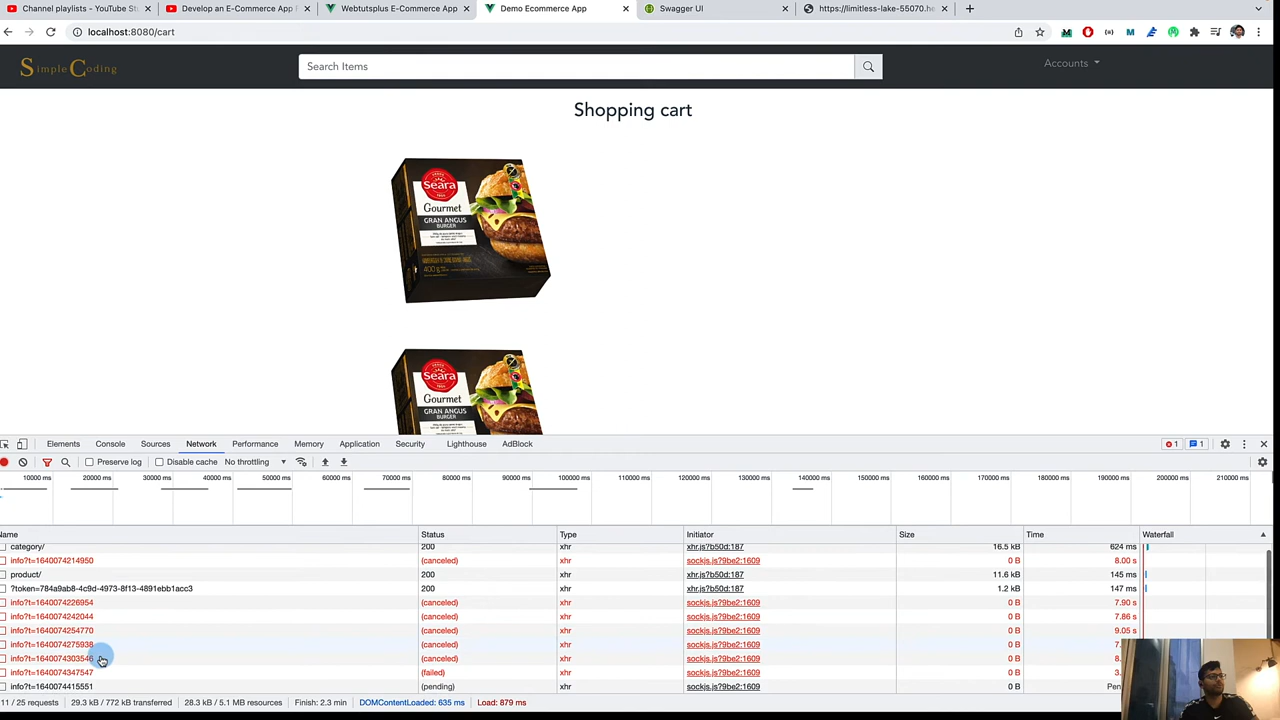 Channel playlists - YouTube St
Develop an E-Commerce App F
Webtutsplus E-Commerce App
Demo Ecommerce App
Swagger UI
https://limitless-lake-55070.he
localhost:8080/cart
Simple Coding
Search Items
Accounts
Shopping cart
Seara
Gourmet
GRAN ANGUS
BURGER
400g
Seara
Gourmet
GRAN ANGUS
BURGER
Elements Console Sources Network Performance Memory Application Security Lighthouse AdBlock 1 1
Preserve log Disable cache No throttling
10000 ms 20000 ms 30000 ms 40000 ms 50000 ms 60000 ms 70000 ms 80000 ms 90000 ms 100000 ms 110000 ms 120000 ms 130000 ms 140000 ms 150000 ms 160000 ms 170000 ms 180000 ms 190000 ms 200000 ms 210000 ms
Name Status Type Initiator Size Time Waterfall
category/ 200 xhr xhr.js?b50d:187 16.5 kB 624 ms
info?t=1640074214950 (canceled) xhr sockjs.js?9be2:1609 0 B 8.00 s
product/ 200 xhr xhr.js?b50d:187 11.6 kB 145 ms
?token=784a9ab8-4c9d-4973-8f13-4891ebb1acc3 200 xhr xhr.js?b50d:187 1.2 kB 147 ms
info?t=1640074226954 (canceled) xhr sockjs.js?9be2:1609 0 B 7.90 s
info?t=1640074242044 (canceled) xhr sockjs.js?9be2:1609 0 B 7.86 s
info?t=1640074254770 (canceled) xhr sockjs.js?9be2:1609 0 B 9.05 s
info?t=1640074275938 (canceled) xhr sockjs.js?9be2:1609 0 B 7.
info?t=1640074303546 (canceled) xhr sockjs.js?9be2:1609 0 B 8.
info?t=1640074347547 (failed) xhr sockjs.js?9be2:1609 0 B 3.
info?t=1640074415551 (pending) xhr sockjs.js?9be2:1609 0 B Pen
11 / 25 requests 29.3 kB / 772 kB transferred 28.3 kB / 5.1 MB resources Finish: 2.3 min DOMContentLoaded: 635 ms Load: 879 ms